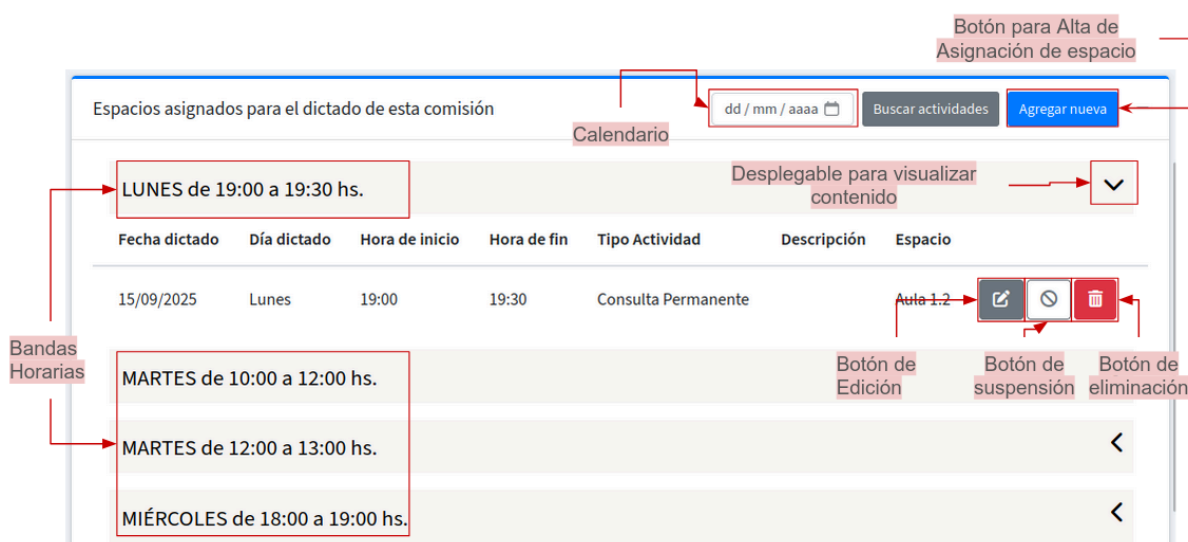 Botón para Alta de
Asignación de espacio
Espacios asignados para el dictado de esta comisión
dd / mm / aaaa
Buscar actividades
Agregar nueva
Calendario
LUNES de 19:00 a 19:30 hs.
Desplegable para visualizar
contenido
Fecha dictado Día dictado Hora de inicio Hora de fin Tipo Actividad Descripción Espacio
15/09/2025 Lunes 19:00 19:30 Consulta Permanente Aula 1.2
Bandas
Horarias
MARTES de 10:00 a 12:00 hs.
Botón de
Edición
Botón de
suspensión
Botón de
eliminación
MARTES de 12:00 a 13:00 hs.
MIÉRCOLES de 18:00 a 19:00 hs.